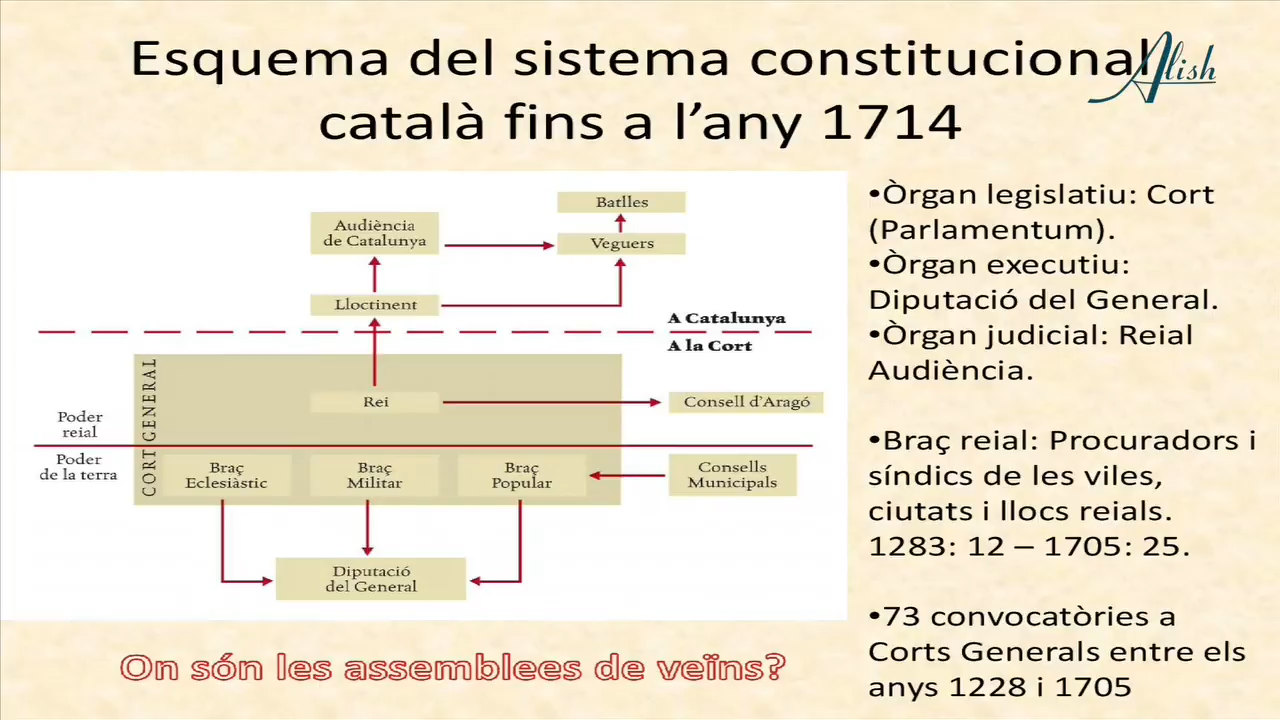 Esquema del sistema constitucional
català fins a l'any 1714
Alish
Batlles
Audiència
de Catalunya
Veguers
Lloctinent
A Catalunya
A la Cort
CORT GENERAL
Rei
Consell d'Aragó
Poder
reial
Poder
de la terra
Braç
Eclesiàstic
Braç
Militar
Braç
Popular
Consells
Municipals
Diputació
del General
On són les assemblees de veïns?
•Òrgan legislatiu: Cort
(Parlamentum).
•Òrgan executiu:
Diputació del General.
•Òrgan judicial: Reial
Audiència.
•Braç reial: Procuradors i
síndics de les viles,
ciutats i llocs reials.
1283: 12 – 1705: 25.
•73 convocatòries a
Corts Generals entre els
anys 1228 i 1705